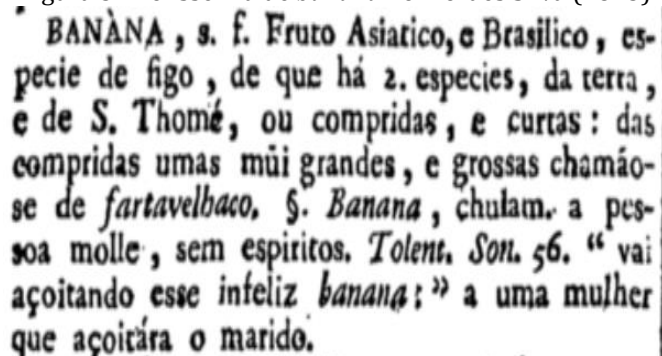 BANÀNA, s. f. Fruto Asiatico, e Brasilico, es-
pecie de figo, de que há 2. especies, da terra,
e de S. Thomé, ou compridas, e curtas: das
compridas umas mûi grandes, e grossas chamáo-
se de fartavelhaco. §. Banana, chulam. a pes-
soa molle, sem espiritos. Tolent. Son. 56. “ vai
açoitando esse infeliz banana: ” a uma mulher
que açoitára o marido.